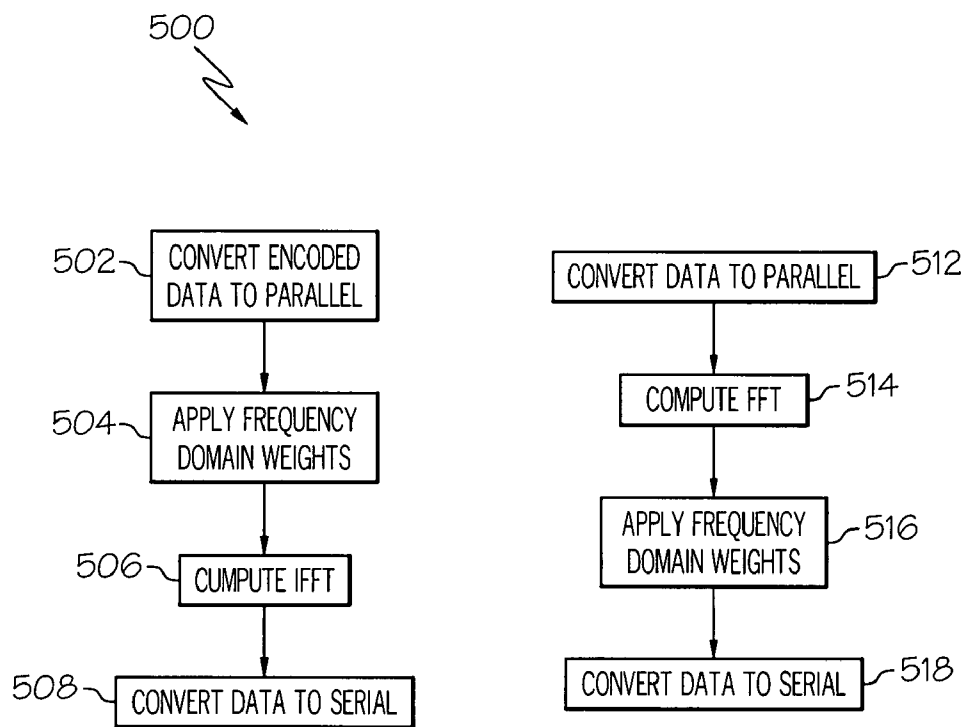 500
502
CONVERT ENCODED
DATA TO PARALLEL
504
APPLY FREQUENCY
DOMAIN WEIGHTS
506
CUMPUTE IFFT
508
CONVERT DATA TO SERIAL
512
CONVERT DATA TO PARALLEL
514
COMPUTE FFT
516
APPLY FREQUENCY
DOMAIN WEIGHTS
518
CONVERT DATA TO SERIAL